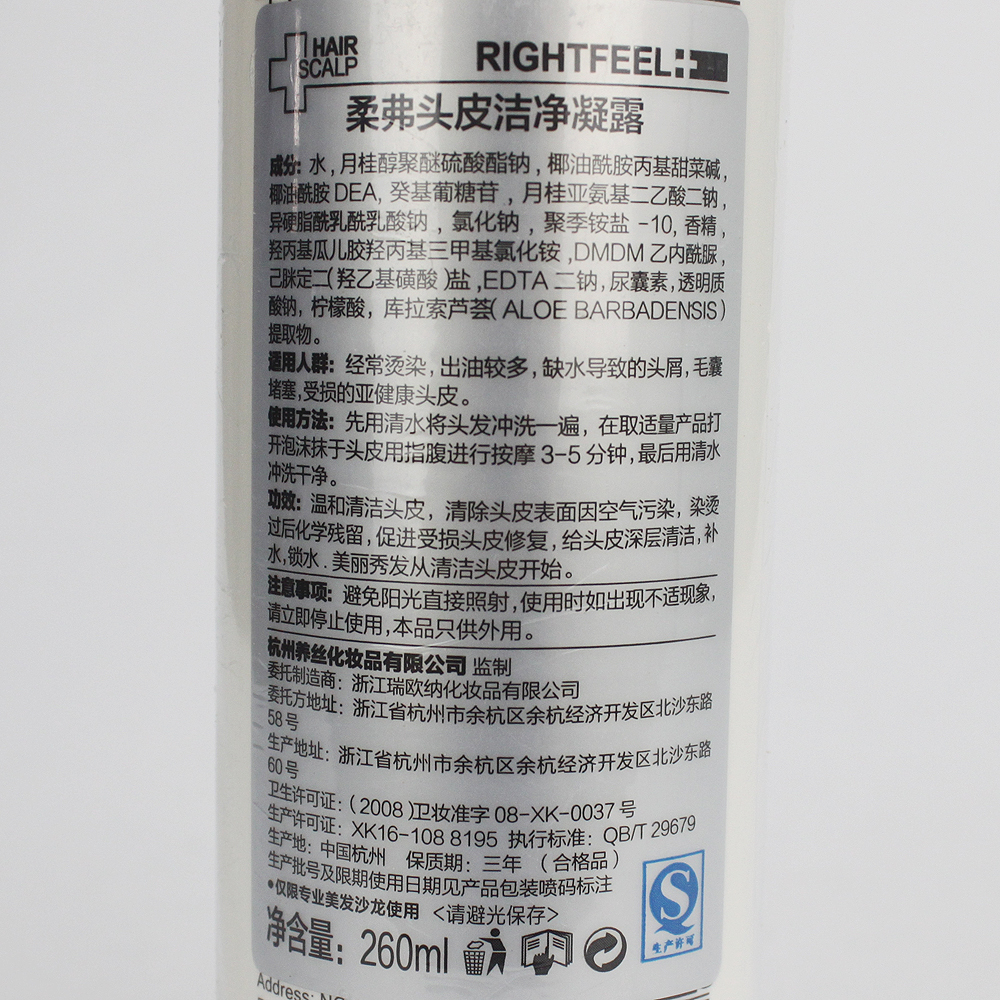 HAIR
SCALP
RIGHTFEEL
柔弗头皮洁净凝露
成分: 水,月桂醇聚醚硫酸酯钠,椰油酰胺丙基甜菜碱,
椰油酰胺 DEA, 癸基葡糖苷,月桂亚氨基二乙酸二钠,
异硬脂酰乳酰乳酸钠,氯化钠,聚季铵盐 -10, 香精,
羟丙基瓜儿胶羟丙基三甲基氯化铵,DMDM 乙内酰脲,
己脒定二(羟乙基磺酸)盐,EDTA 二钠,尿囊素,透明质
酸钠, 柠檬酸, 库拉索芦荟( ALOE BARBADENSIS )
提取物。
适用人群: 经常烫染, 出油较多, 缺水导致的头屑,毛囊
堵塞,受损的亚健康头皮。
使用方法: 先用清水将头发冲洗一遍, 在取适量产品打
开泡沫抹于头皮用指腹进行按摩 3-5 分钟,最后用清水
冲洗干净。
功效: 温和清洁头皮, 清除头皮表面因空气污染, 染烫
过后化学残留,促进受损头皮修复,给头皮深层清洁,补
水,锁水 . 美丽秀发从清洁头皮开始。
注意事项: 避免阳光直接照射,使用时如出现不适现象,
请立即停止使用,本品只供外用。
杭州养丝化妆品有限公司 监制
委托制造商: 浙江瑞欧纳化妆品有限公司
委托方地址: 浙江省杭州市余杭区余杭经济开发区北沙东路
58号
生产地址: 浙江省杭州市余杭区余杭经济开发区北沙东路
60号
卫生许可证: ( 2008 )卫妆准字 08-XK-0037 号
生产许可证: XK16-108 8195 执行标准: QB/T 29679
生产地: 中国杭州 保质期: 三年 (合格品)
生产批号及限期使用日期见产品包装喷码标注
•仅限专业美发沙龙使用 <请避光保存>
净含量: 260ml
生产许可
Address: